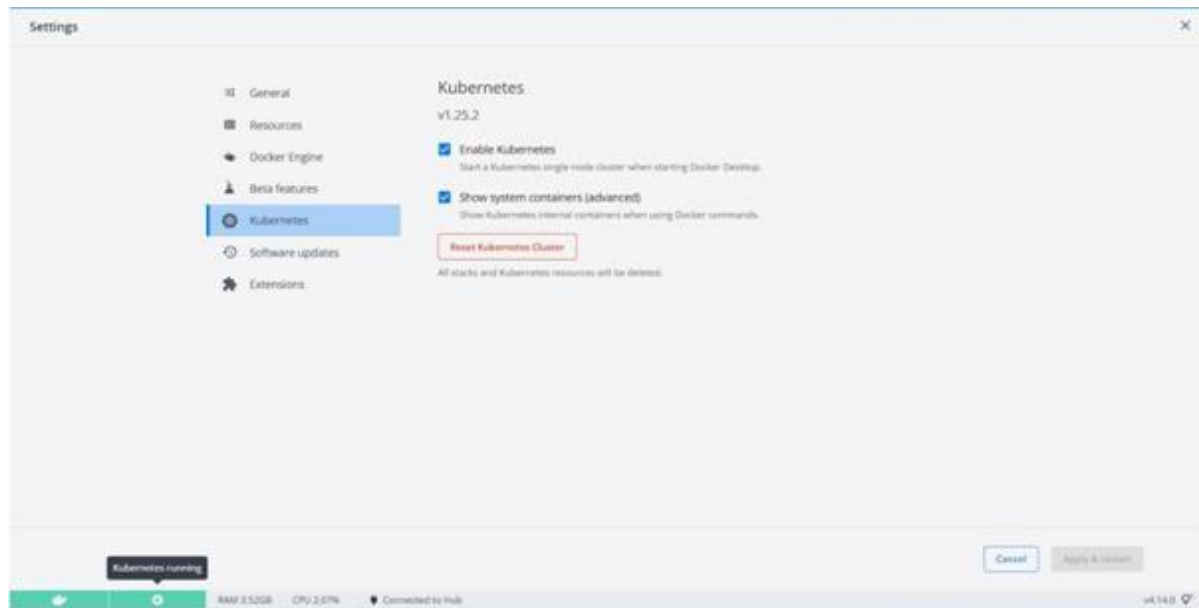 Settings
General
Resources
Docker Engine
Beta features
Kubernetes
Software updates
Extensions
Kubernetes
v1.25.2
Enable Kubernetes
Start a Kubernetes single-node cluster when starting Docker Desktop.
Show system containers (advanced)
Show Kubernetes internal containers when using Docker commands.
Reset Kubernetes Cluster
All stacks and Kubernetes resources will be deleted.
Cancel
Apply & restart
Kubernetes running
RAM 3.52GB CPU 2.07% Connected to Hub
v4.14.0